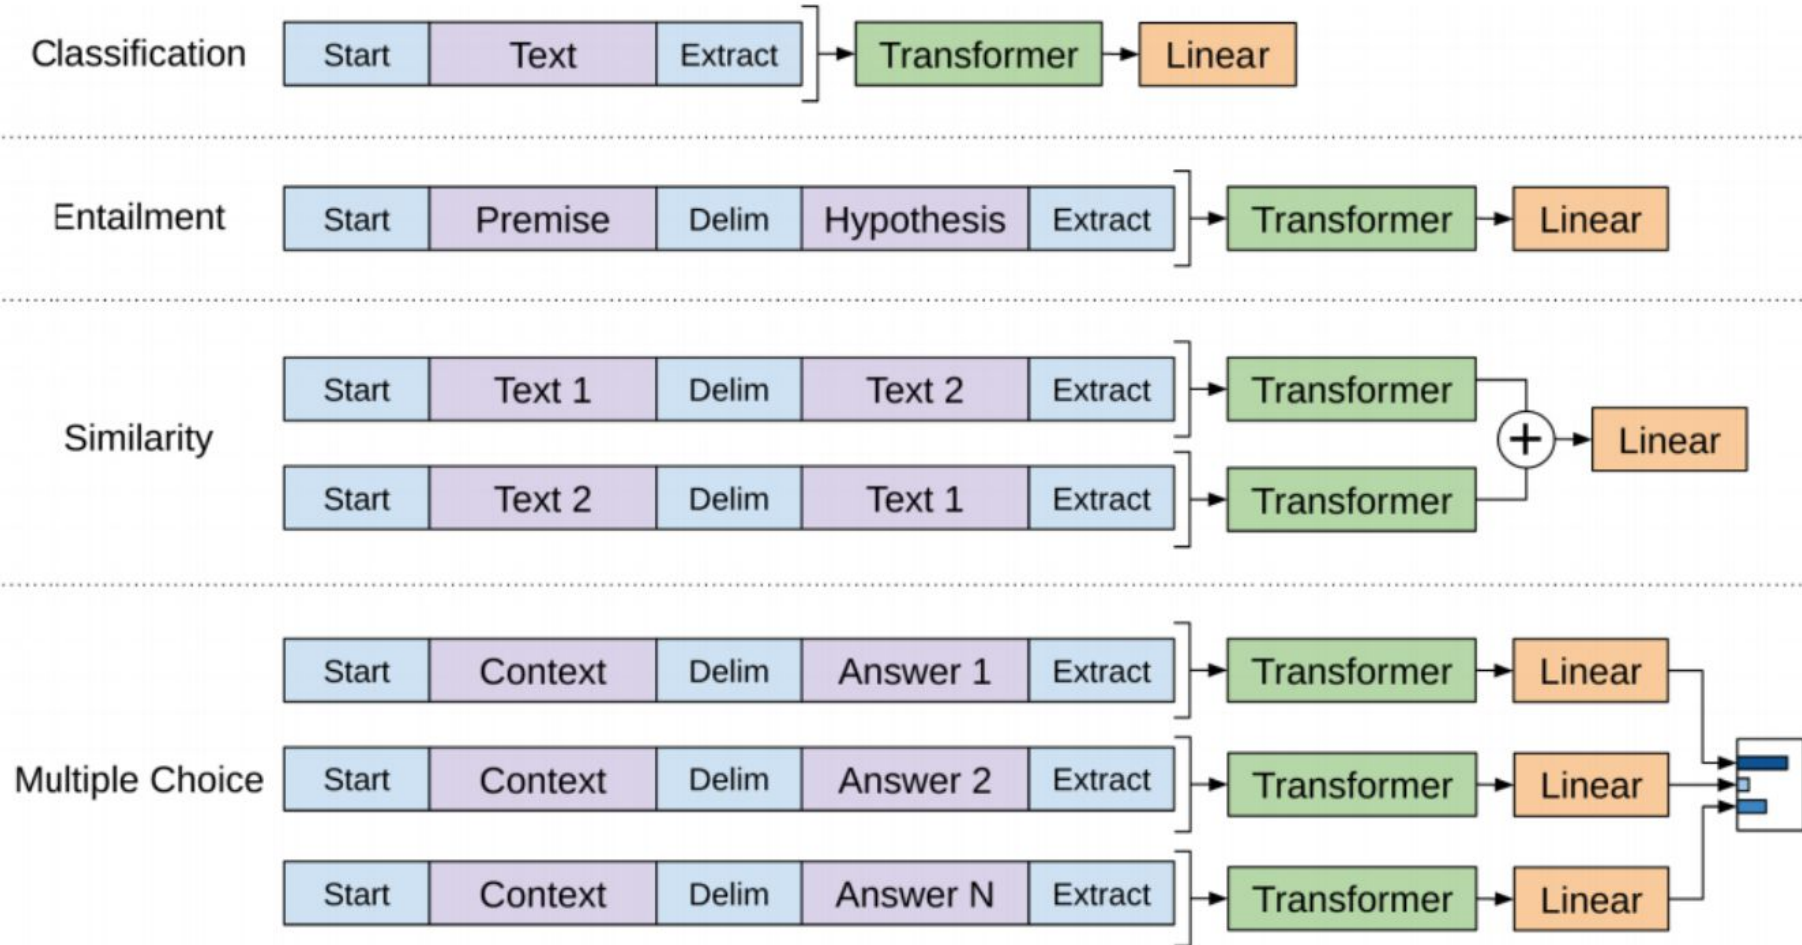 Classification Start Text Extract Transformer Linear
Entailment Start Premise Delim Hypothesis Extract Transformer Linear
Start Text 1 Delim Text 2 Extract Transformer
Similarity + Linear
Start Text 2 Delim Text 1 Extract Transformer
Start Context Delim Answer 1 Extract Transformer Linear
Multiple Choice Start Context Delim Answer 2 Extract Transformer Linear
Start Context Delim Answer N Extract Transformer Linear